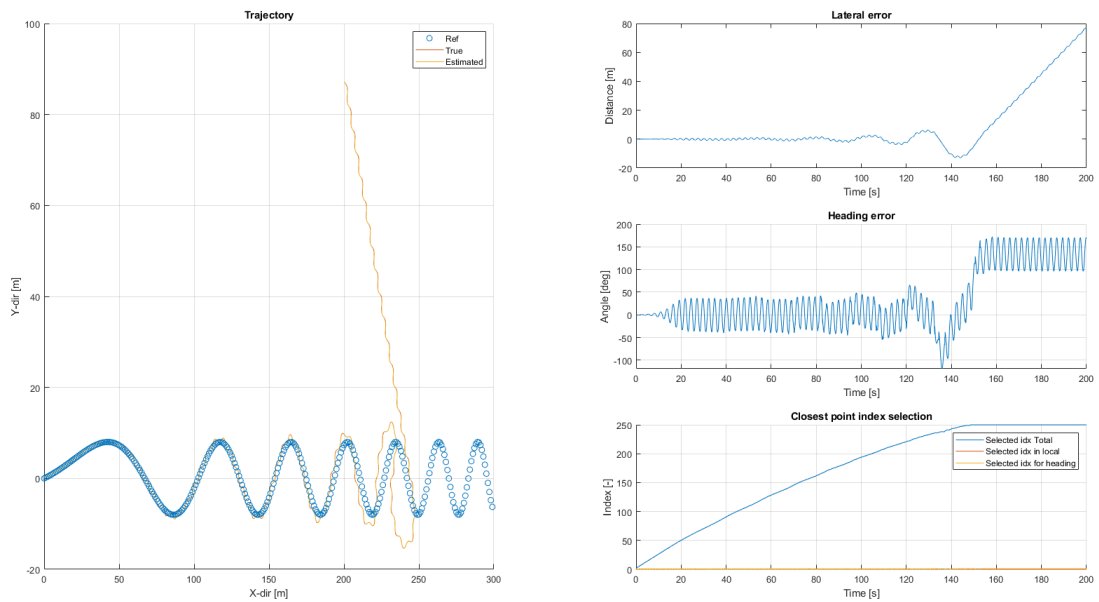 Trajectory
100
80
60
40
20
0
-20
Y-dir [m]
0 50 100 150 200 250 300
X-dir [m]
Ref
True
Estimated
Lateral error
80
60
40
20
0
-20
Distance [m]
0 20 40 60 80 100 120 140 160 180 200
Time [s]
Heading error
200
150
100
50
0
-50
-100
Angle [deg]
0 20 40 60 80 100 120 140 160 180 200
Time [s]
Closest point index selection
250
200
150
100
50
0
Index [-]
0 20 40 60 80 100 120 140 160 180 200
Time [s]
Selected idx Total
Selected idx in local
Selected idx for heading